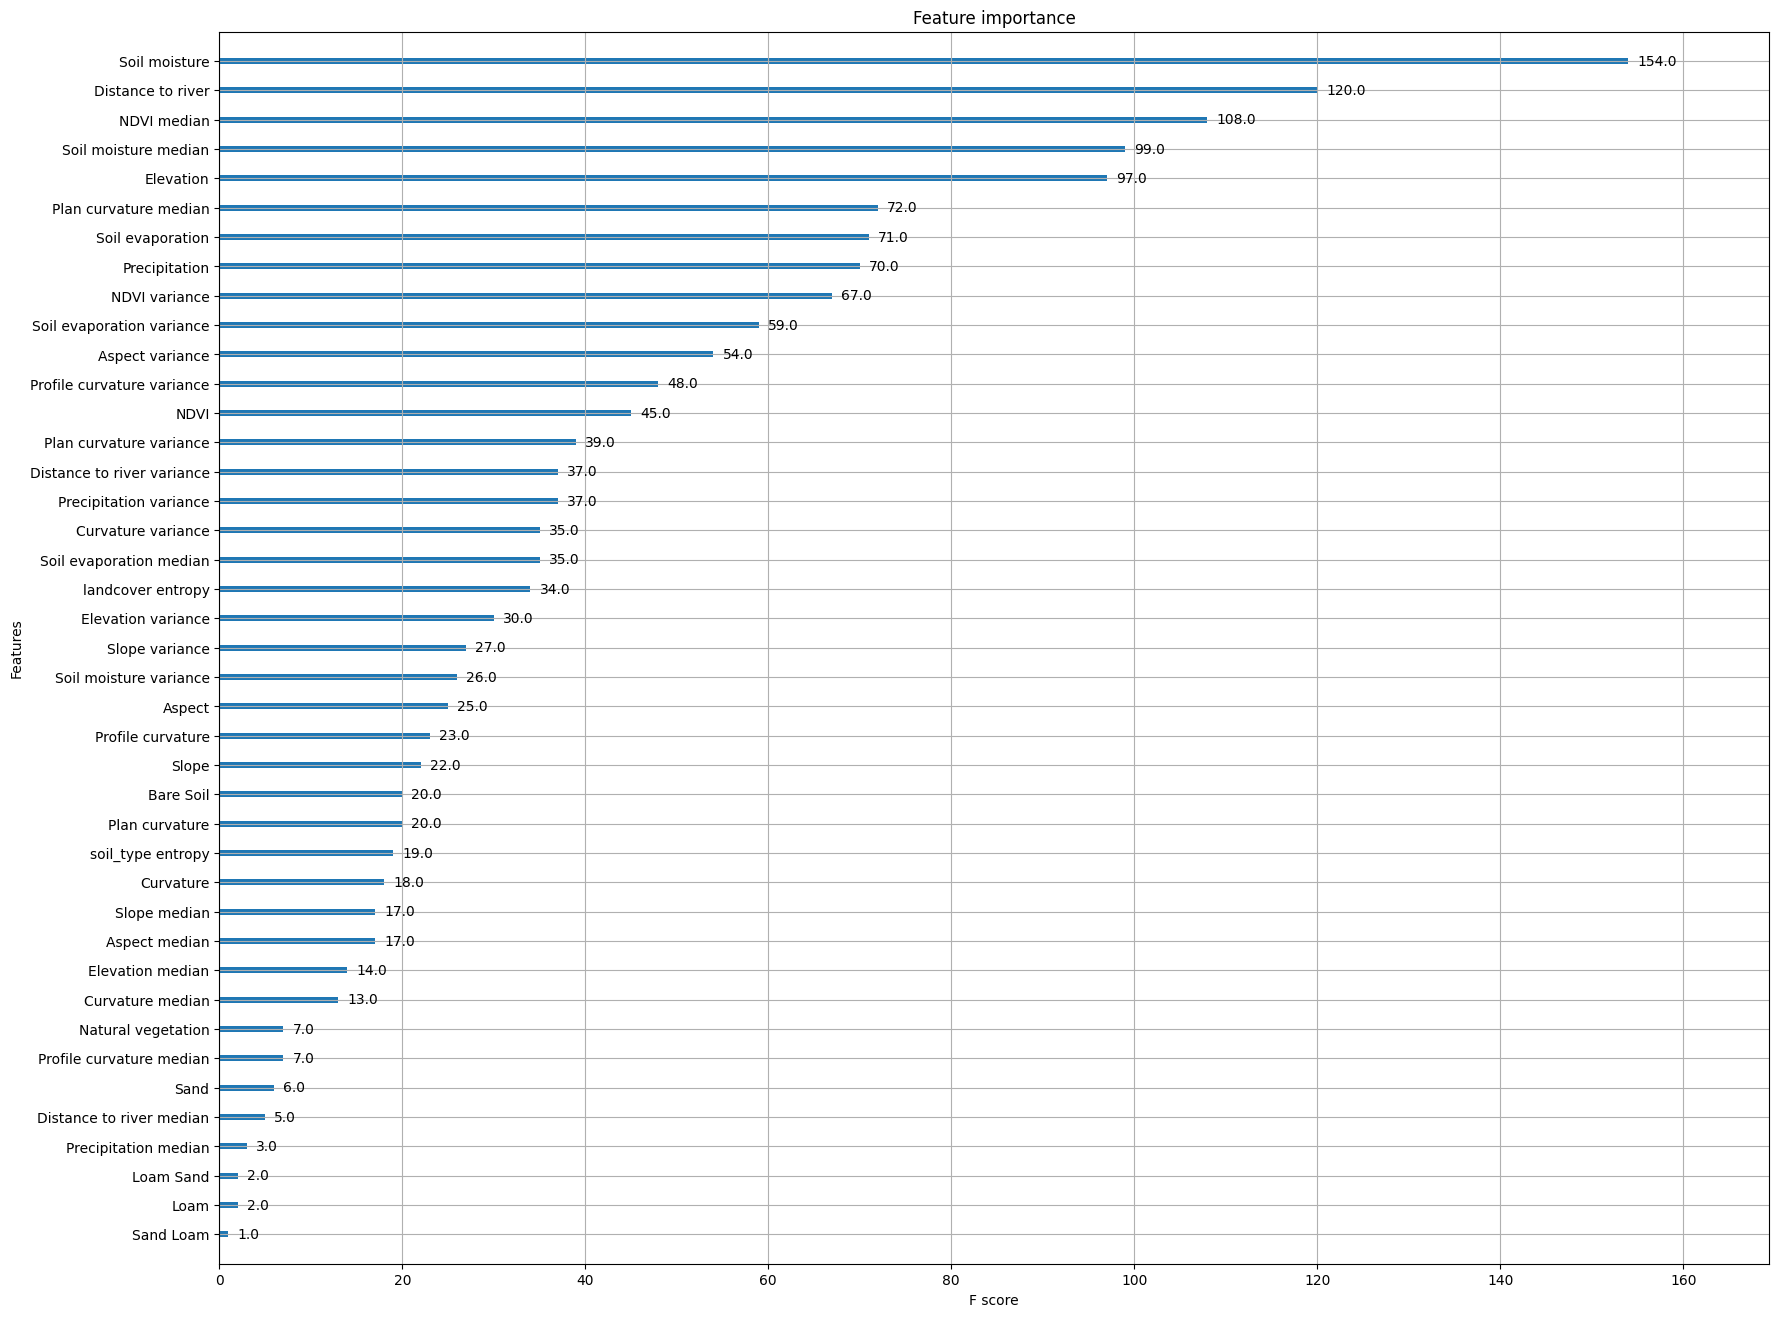 Feature importance
Soil moisture 154.0
Distance to river 120.0
NDVI median 108.0
Soil moisture median 99.0
Elevation 97.0
Plan curvature median 72.0
Soil evaporation 71.0
Precipitation 70.0
NDVI variance 67.0
Soil evaporation variance 59.0
Aspect variance 54.0
Profile curvature variance 48.0
NDVI 45.0
Plan curvature variance 39.0
Distance to river variance 37.0
Precipitation variance 37.0
Curvature variance 35.0
Soil evaporation median 35.0
landcover entropy 34.0
Elevation variance 30.0
Slope variance 27.0
Soil moisture variance 26.0
Aspect 25.0
Profile curvature 23.0
Slope 22.0
Bare Soil 20.0
Plan curvature 20.0
soil_type entropy 19.0
Curvature 18.0
Slope median 17.0
Aspect median 17.0
Elevation median 14.0
Curvature median 13.0
Natural vegetation 7.0
Profile curvature median 7.0
Sand 6.0
Distance to river median 5.0
Precipitation median 3.0
Loam Sand 2.0
Loam 2.0
Sand Loam 1.0
Features
0 20 40 60 80 100 120 140 160
F score